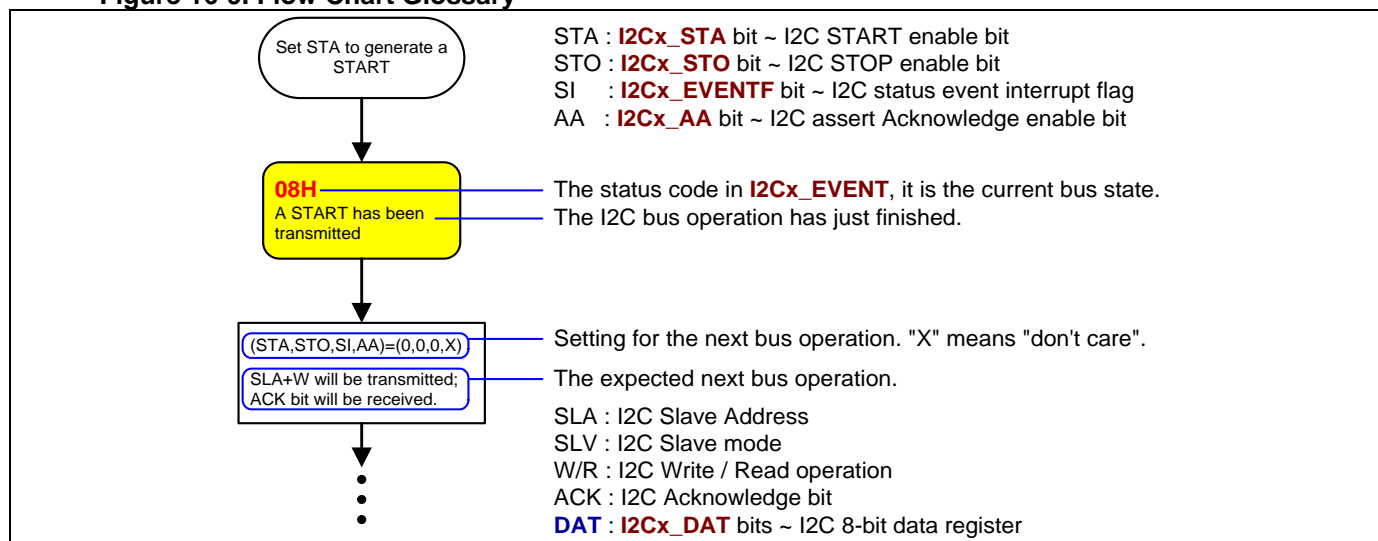 Set STA to generate a
START
STA : I2Cx_STA bit ~ I2C START enable bit
STO : I2Cx_STO bit ~ I2C STOP enable bit
SI : I2Cx_EVENTF bit ~ I2C status event interrupt flag
AA : I2Cx_AA bit ~ I2C assert Acknowledge enable bit
08H
A START has been
transmitted
The status code in I2Cx_EVENT, it is the current bus state.
The I2C bus operation has just finished.
(STA,STO,SI,AA)=(0,0,0,X)
SLA+W will be transmitted;
ACK bit will be received.
Setting for the next bus operation. "X" means "don't care".
The expected next bus operation.
SLA : I2C Slave Address
SLV : I2C Slave mode
W/R : I2C Write / Read operation
ACK : I2C Acknowledge bit
DAT : I2Cx_DAT bits ~ I2C 8-bit data register